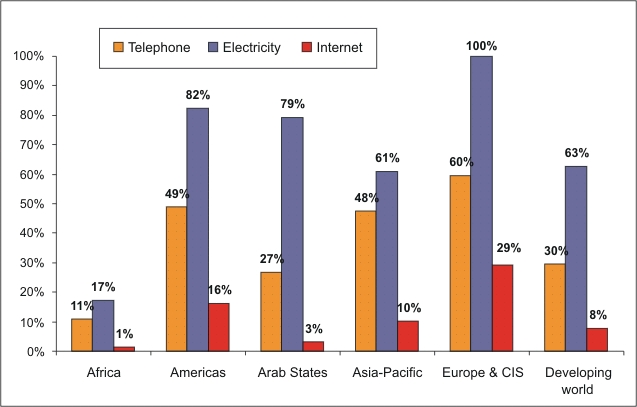 Telephone Electricity Internet
100%
90%
80%
70%
60%
50%
40%
30%
20%
10%
0%
11% 17% 1%
49% 82% 16%
27% 79% 3%
48% 61% 10%
60% 100% 29%
30% 63% 8%
Africa Americas Arab States Asia-Pacific Europe & CIS Developing
world